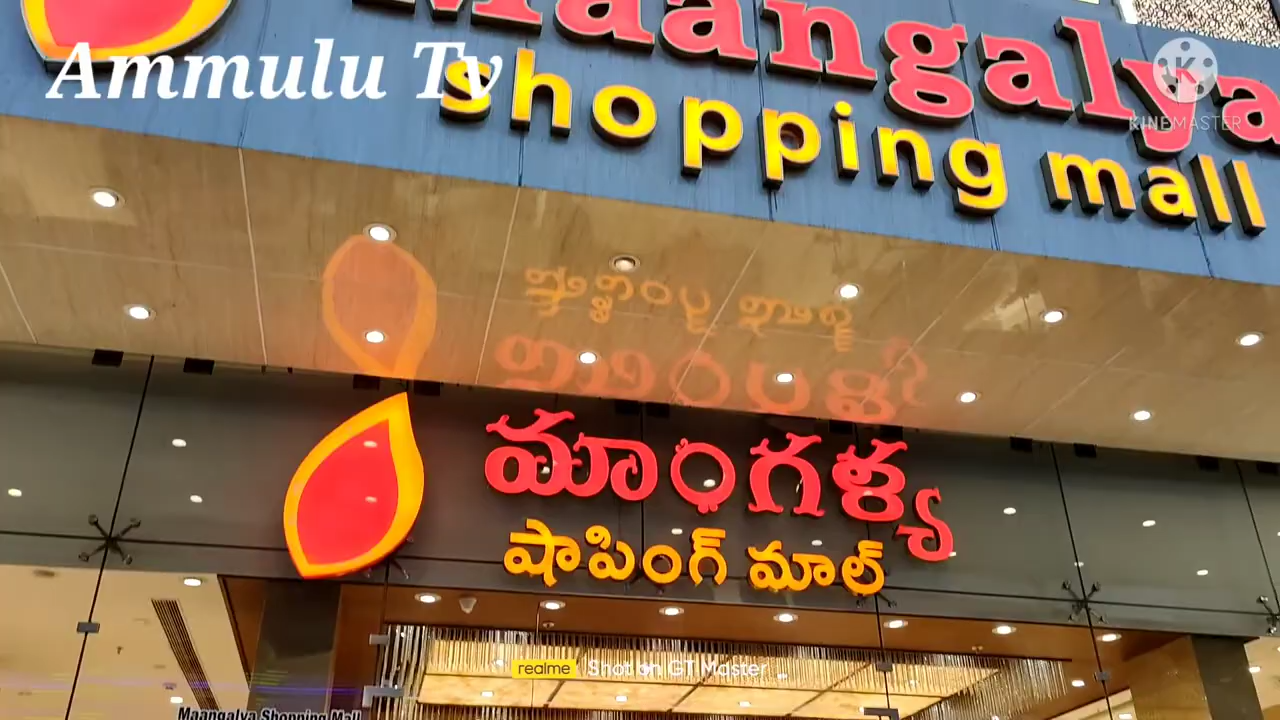 Maangalya
shopping mall
Ammulu Tv
KINEMASTER
మాంగళ్య
షాపింగ్ మాల్
realme Shot on GT Master
Maangalya Shopping Mall